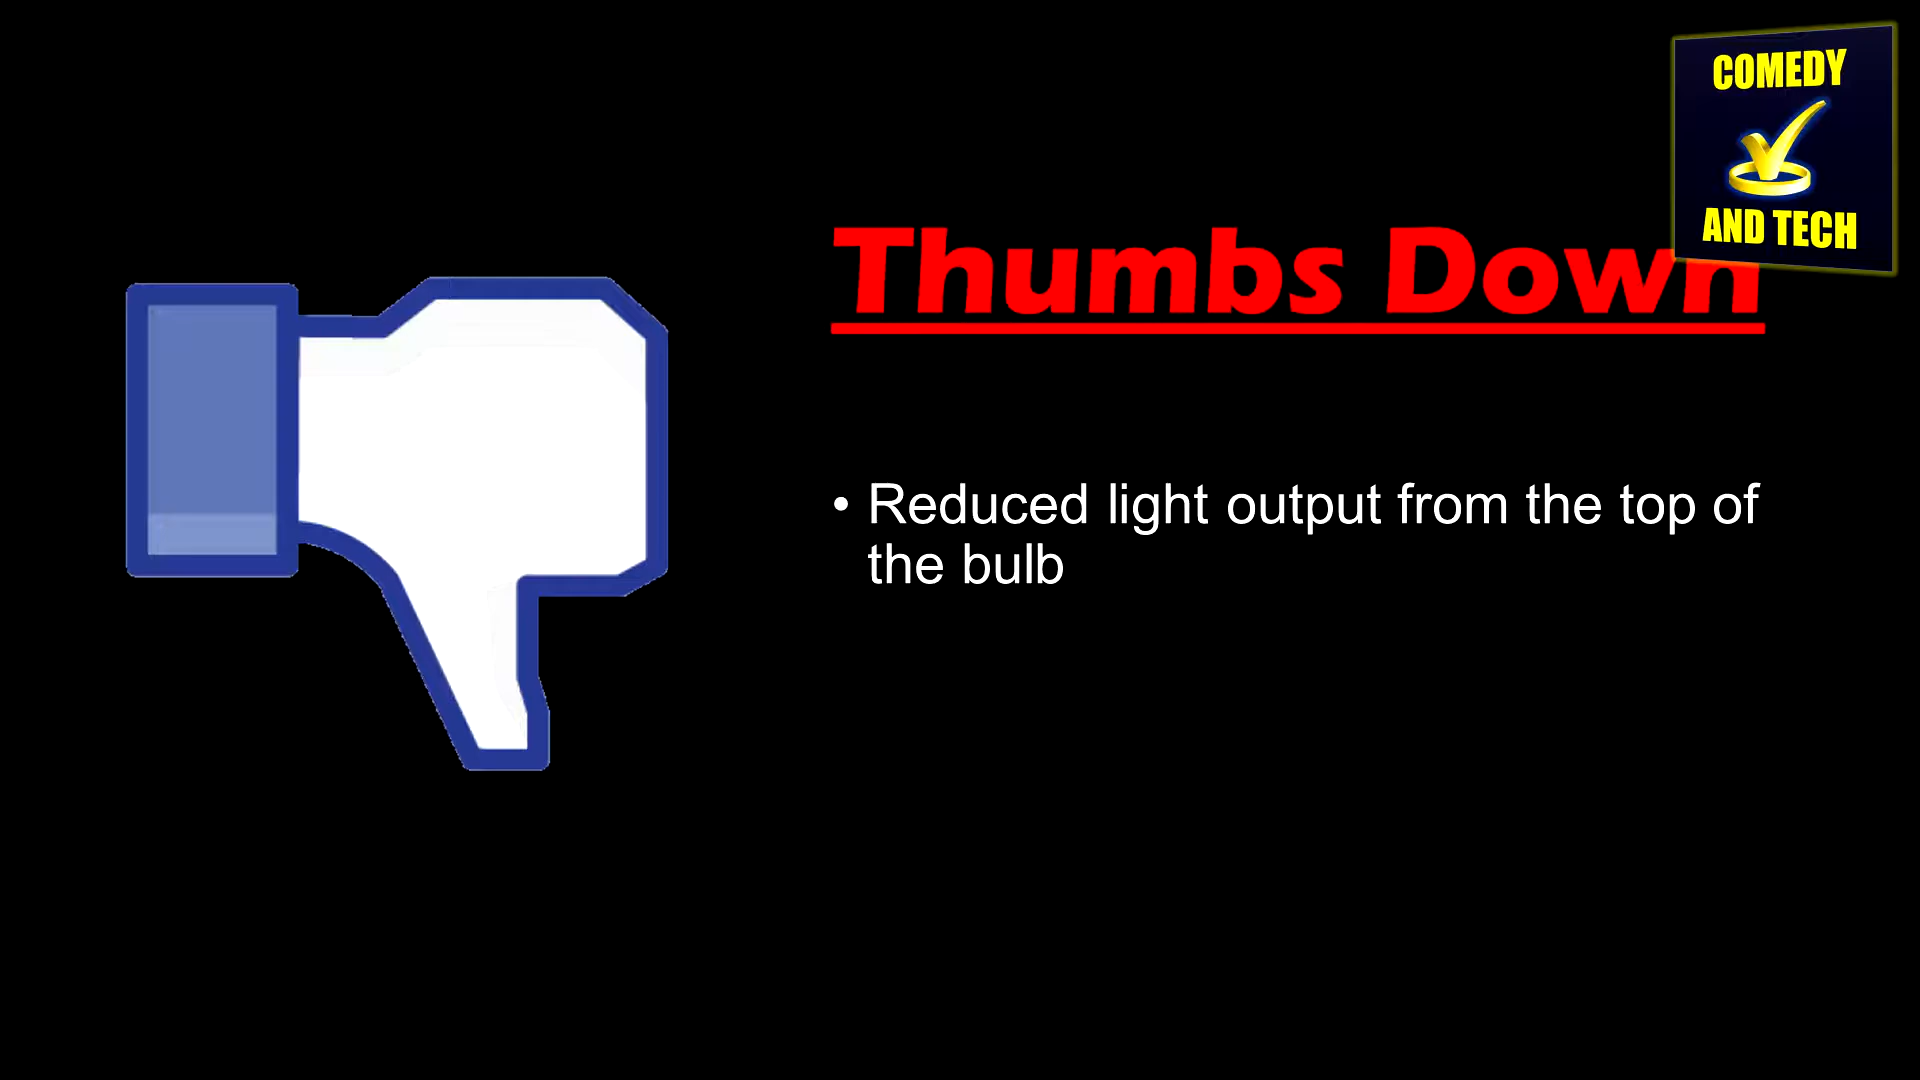 COMEDY
AND TECH
Thumbs Down
• Reduced light output from the top of
the bulb